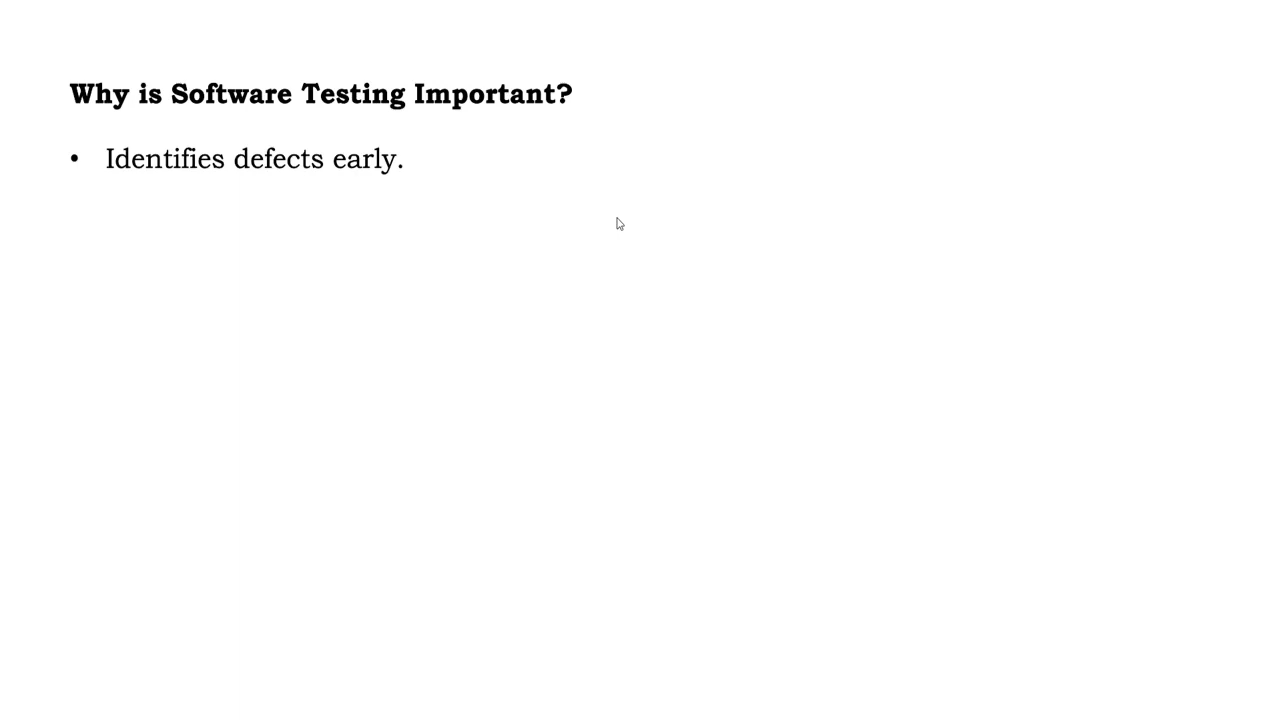 Why is Software Testing Important?
• Identifies defects early.